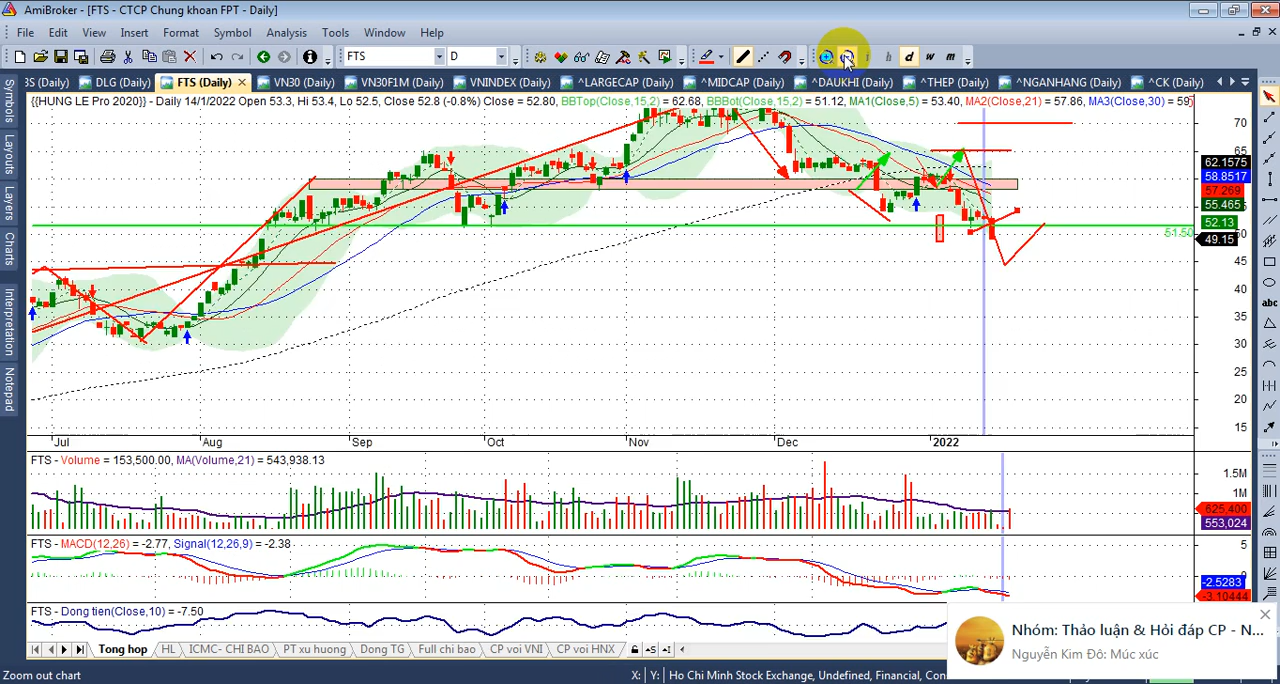 AmiBroker - [FTS - CTCP Chung khoan FPT - Daily]
File Edit View Insert Format Symbol Analysis Tools Window Help
FTS D h d w m
(Daily) DLG (Daily) FTS (Daily) VN30 (Daily) VN30F1M (Daily) VNINDEX (Daily) ^LARGECAP (Daily) ^MIDCAP (Daily) ^DAUKHI (Daily) ^THEP (Daily) ^NGANHANG (Daily) ^CK (Daily)
Symbols
Layouts
Layers
Charts
Interpretation
Notepad
{{HUNG LE Pro 2020}} - Daily 14/1/2022 Open 53.3, Hi 53.4, Lo 52.5, Close 52.8 (-0.8%) Close = 52.80, BBTop(Close,15,2) = 62.68, BBBot(Close,15,2) = 51.12, MA1(Close,5) = 53.40, MA2(Close,21) = 57.86, MA3(Close,30) = 59
70
65
62.1575
58.8517
57.269
55.465
52.13
51.50
50
49.15
45
40
35
30
25
20
15
abc
Jul Aug Sep Oct Nov Dec 2022
FTS - Volume = 153,500.00, MA(Volume,21) = 543,938.13
1.5M
1M
625,400
553,024
FTS - MACD(12,26) = -2.77, Signal(12,26,9) = -2.38
5
0
-2.5283
-3.10444
FTS - Dong tien(Close,10) = -7.50
Nhóm: Thảo luận & Hỏi đáp CP - N...
Nguyễn Kim Đô: Múc xúc
Tong hop HL ICMC- CHI BAO CT xu huong Dong TG Full chi bao CP voi VNI CP voi HNX
Zoom out chart X: Y: Ho Chi Minh Stock Exchange, Undefined, Financial, Con